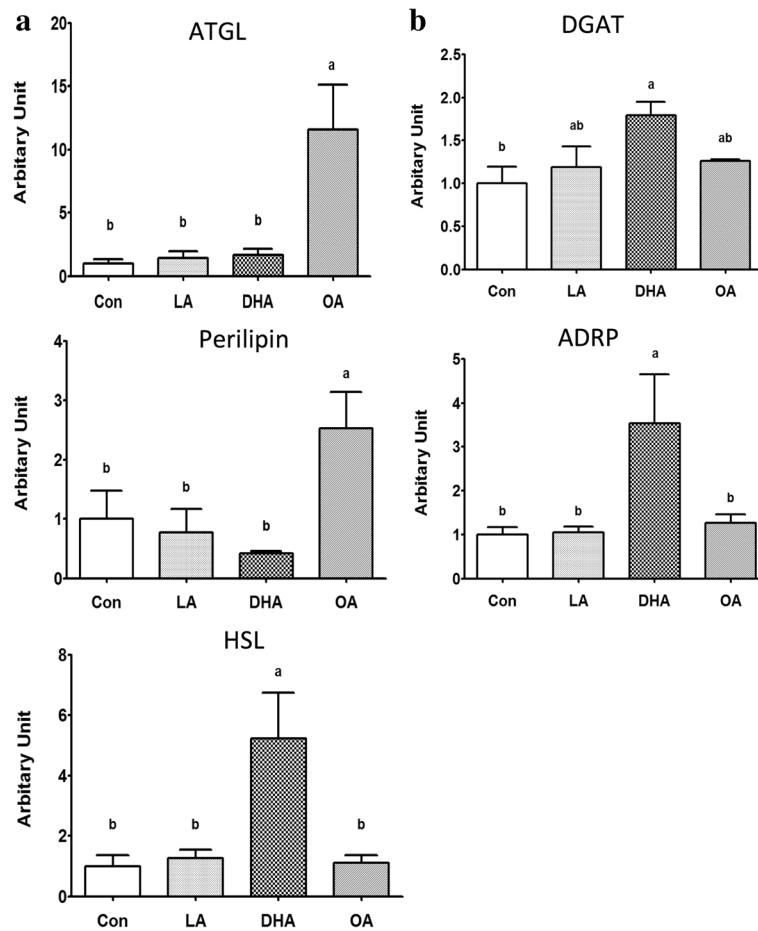 a
ATGL
Arbitary Unit
20
15
10
5
0
b
b
b
a
Con LA DHA OA
b
DGAT
Arbitary Unit
2.5
2.0
1.5
1.0
0.5
0.0
b
ab
a
ab
Con LA DHA OA
Perilipin
Arbitary Unit
4
3
2
1
0
b
b
b
a
Con LA DHA OA
ADRP
Arbitary Unit
5
4
3
2
1
0
b
b
a
b
Con LA DHA OA
HSL
Arbitary Unit
8
6
4
2
0
b
b
a
b
Con LA DHA OA